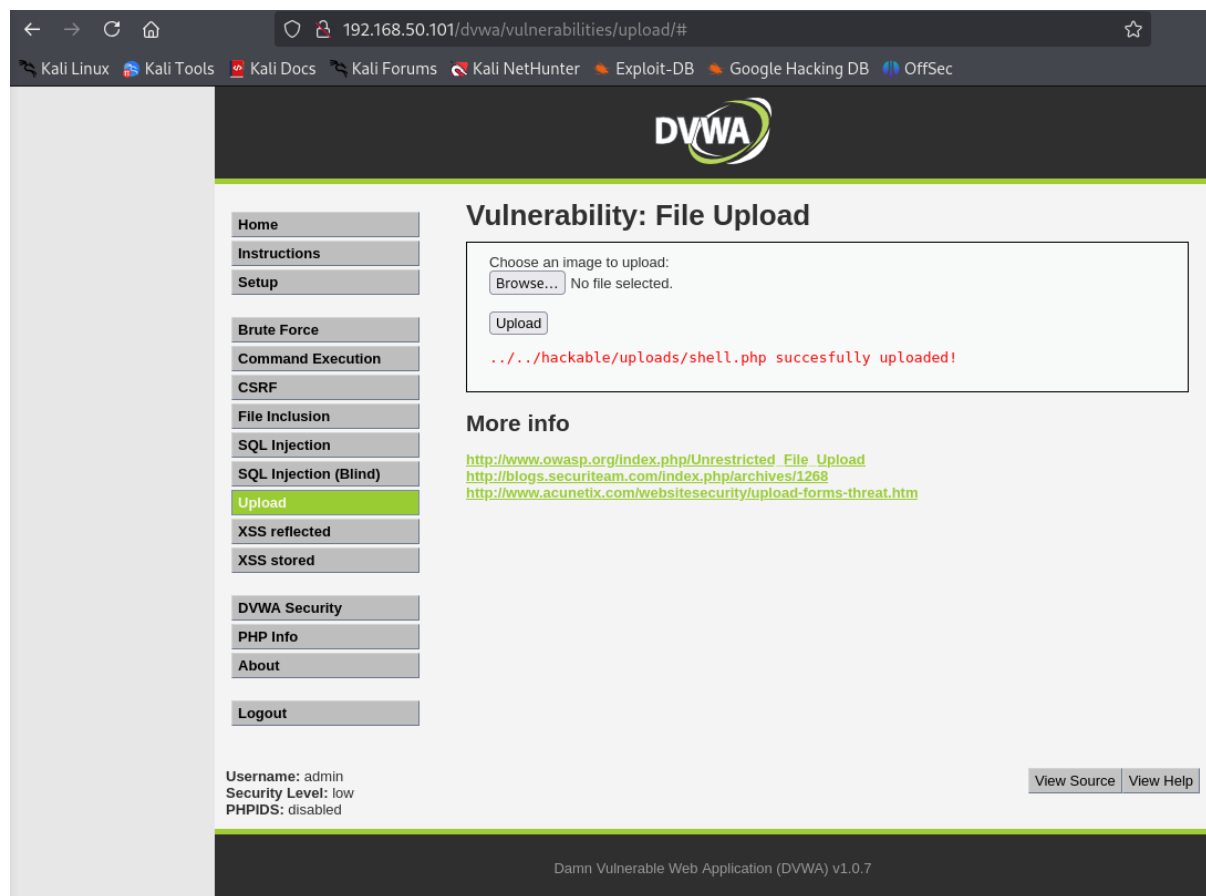 192.168.50.101/dvwa/vulnerabilities/upload/#
Kali Linux Kali Tools Kali Docs Kali Forums Kali NetHunter Exploit-DB Google Hacking DB OffSec
DVWA
Home
Instructions
Setup
Brute Force
Command Execution
CSRF
File Inclusion
SQL Injection
SQL Injection (Blind)
Upload
XSS reflected
XSS stored
DVWA Security
PHP Info
About
Logout
Vulnerability: File Upload
Choose an image to upload:
Browse... No file selected.
Upload
../../hackable/uploads/shell.php succesfully uploaded!
More info
http://www.owasp.org/index.php/Unrestricted_File_Upload
http://blogs.securiteam.com/index.php/archives/1268
http://www.acunetix.com/websitesecurity/upload-forms-threat.htm
Username: admin
Security Level: low
PHPIDS: disabled
View Source View Help
Damn Vulnerable Web Application (DVWA) v1.0.7